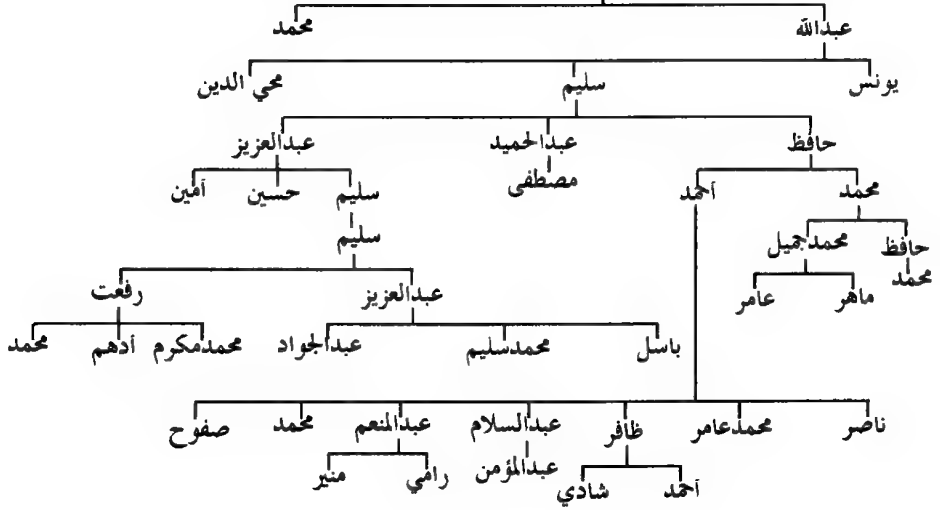 عبدالله محمد
يونس سليم محي الدين
حافظ عبدالحميد عبدالعزيز
محمد أحمد مصطفى سليم حسين أمين
حافظ محمدجميل سليم
محمد ماهر عامر عبدالعزيز رفعت
باسل محمدسليم عبدالجواد محمدمكرم أدهم محمد
ناصر محمدعامر ظافر عبدالسلام عبدالمنعم محمد صفوح
أحمد شادي عبدالمؤمن رامي منير